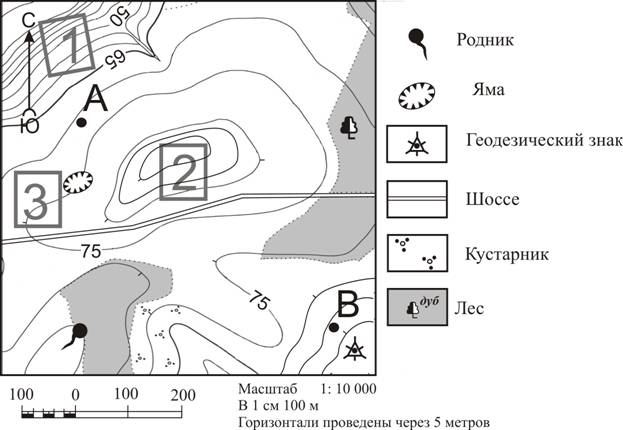 С
50
1
65
А
Ю
2
3
75
75
В
Родник
Яма
Геодезический знак
Шоссе
Кустарник
дуб
Лес
100 0 100 200
Масштаб 1: 10 000
В 1 см 100 м
Горизонтали проведены через 5 метров